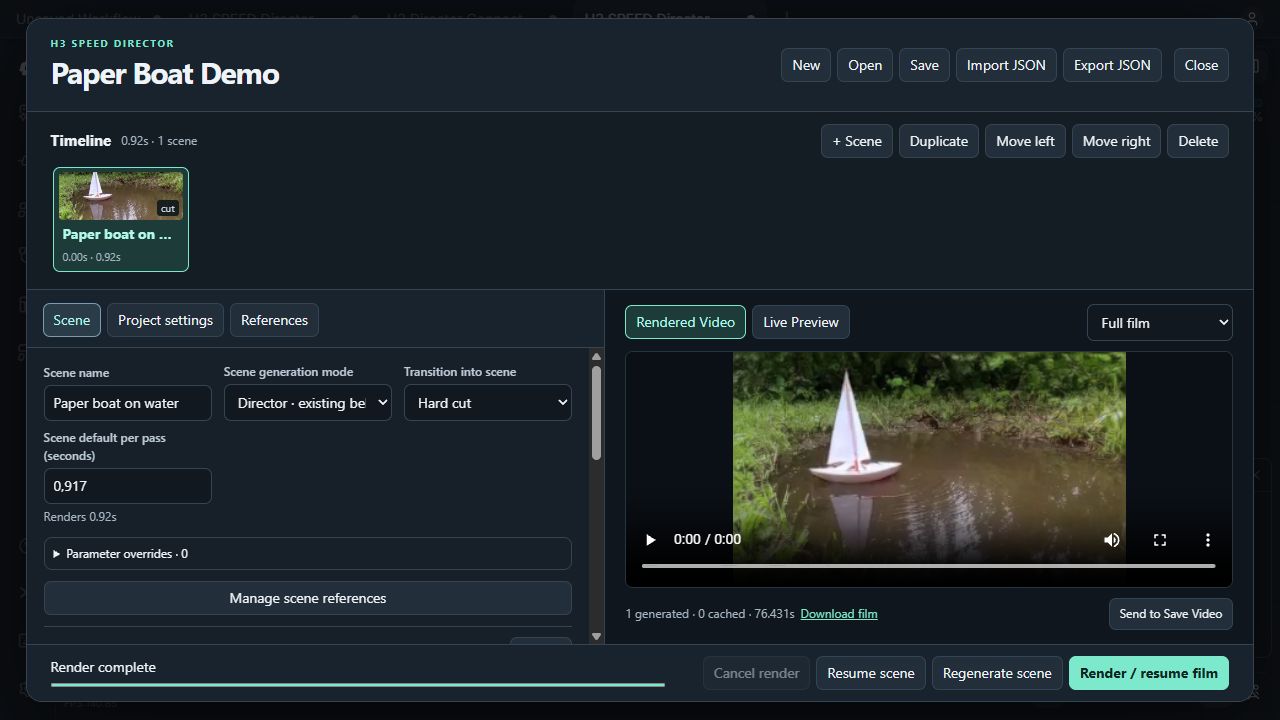 H3 SPEED DIRECTOR
Paper Boat Demo
New
Open
Save
Import JSON
Export JSON
Close
Timeline
0.92s · 1 scene
+ Scene
Duplicate
Move left
Move right
Delete
cut
Paper boat on ...
0.00s · 0.92s
Scene
Project settings
References
Rendered Video
Live Preview
Full film
Scene name
Scene generation mode
Transition into scene
Paper boat on water
Director · existing be
Hard cut
Scene default per pass
(seconds)
0,917
Renders 0.92s
Parameter overrides · 0
Manage scene references
0:00 / 0:00
1 generated · 0 cached · 76.431s
Download film
Send to Save Video
Render complete
Cancel render
Resume scene
Regenerate scene
Render / resume film